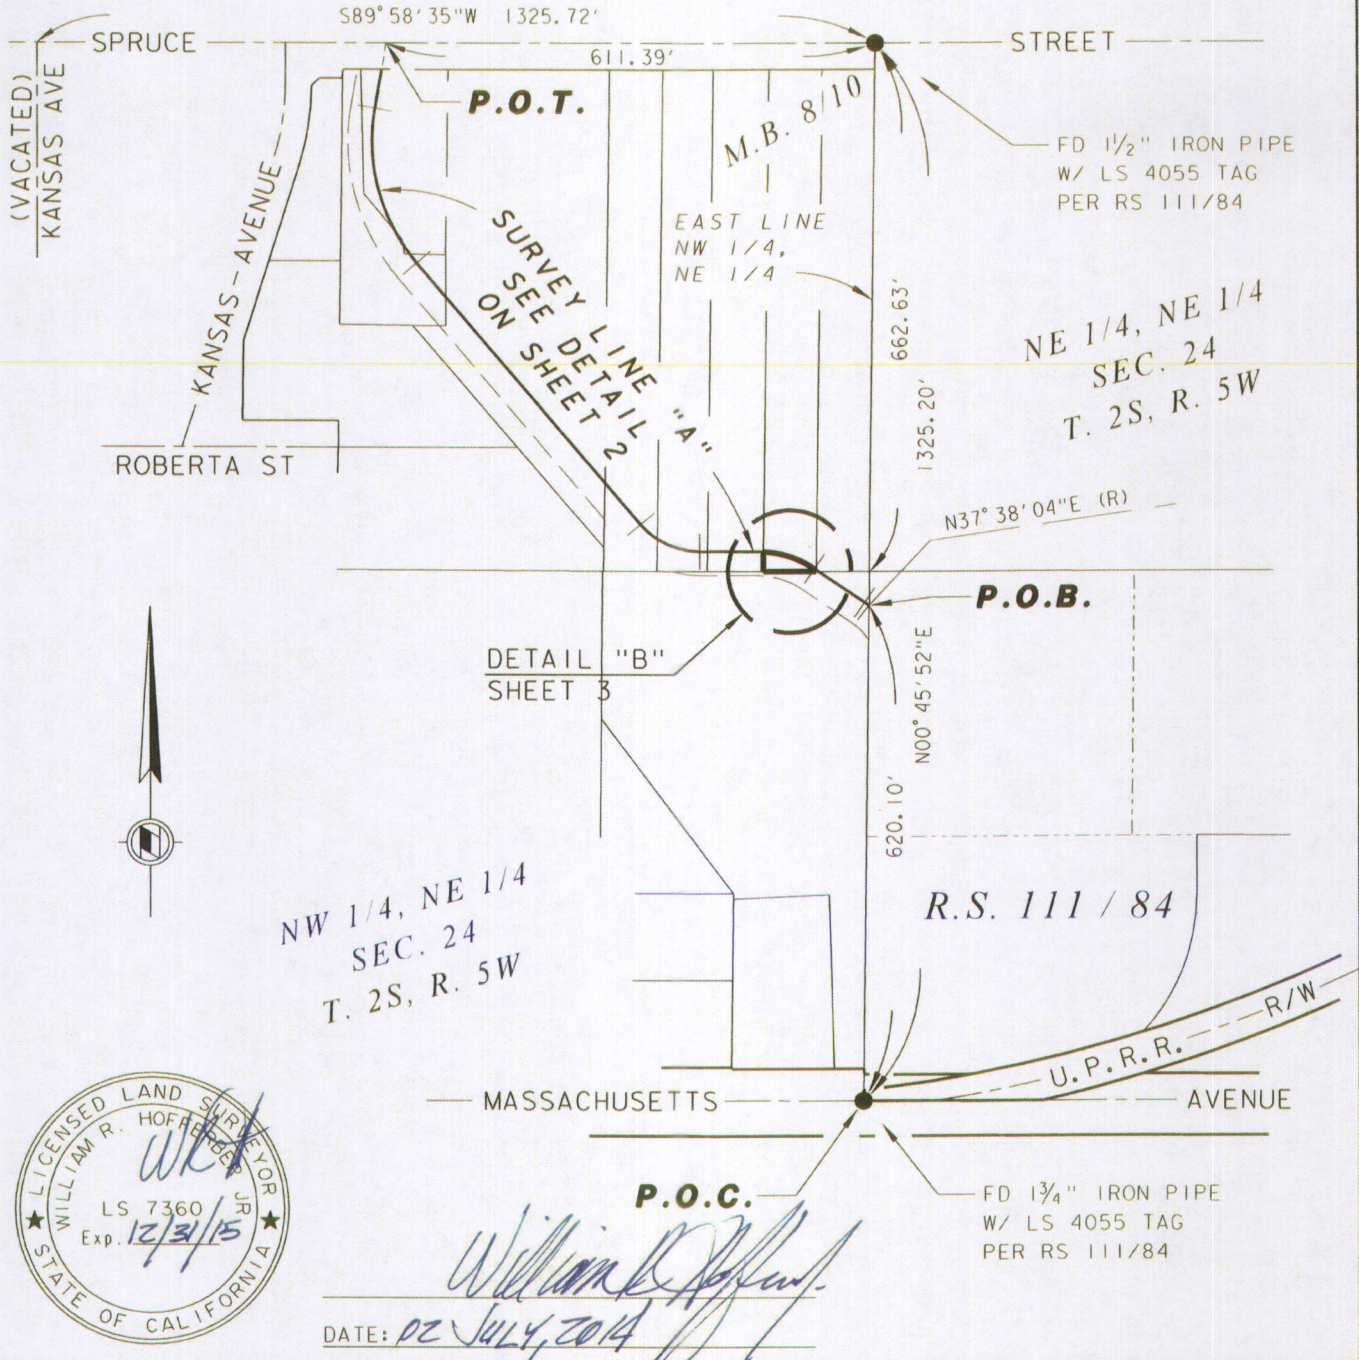 S89°58'35"W 1325.72'
SPRUCE
STREET
611.39'
(VACATED)
KANSAS AVE
P.O.T.
M.B. 8/10
FD 1½" IRON PIPE
W/ LS 4055 TAG
PER RS 111/84
KANSAS AVENUE
SURVEY LINE "A"
SEE DETAIL
ON SHEET 2
EAST LINE
NW 1/4,
NE 1/4
662.63'
1325.20'
NE 1/4, NE 1/4
SEC. 24
T. 2S, R. 5W
ROBERTA ST
N37°38'04"E (R)
P.O.B.
DETAIL "B"
SHEET 3
N00°45'52"E
620.10'
NW 1/4, NE 1/4
SEC. 24
T. 2S, R. 5W
R.S. 111 / 84
U.P.R.R. R/W
MASSACHUSETTS
AVENUE
P.O.C.
FD 1¾" IRON PIPE
W/ LS 4055 TAG
PER RS 111/84
LICENSED LAND SURVEYOR
WILLIAM R. HOFFERBER JR
LS 7360
Exp. 12/31/15
STATE OF CALIFORNIA
DATE: 02 JULY, 2014